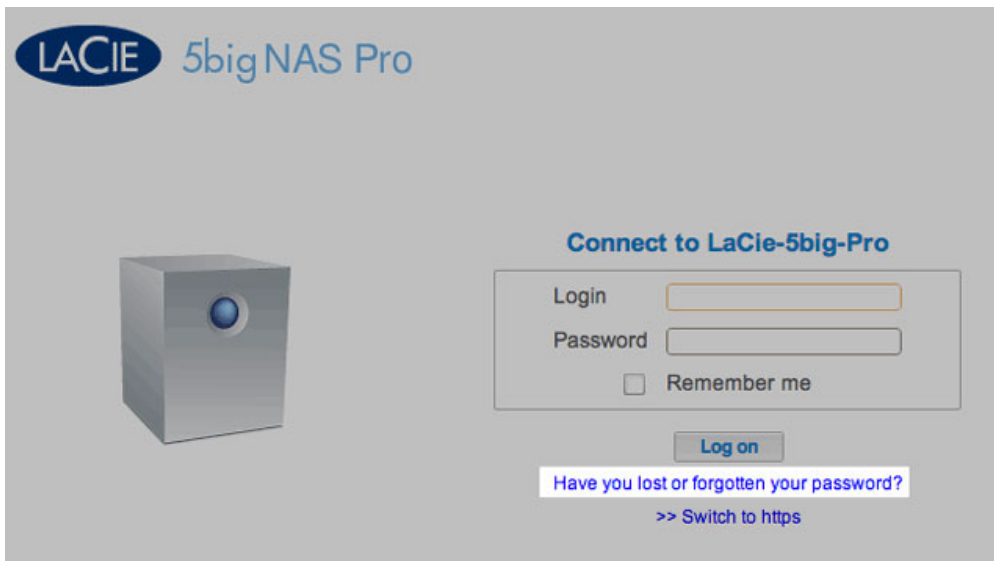 LACIE 5big NAS Pro
Connect to LaCie-5big-Pro
Login
Password
Remember me
Log on
Have you lost or forgotten your password?
>> Switch to https